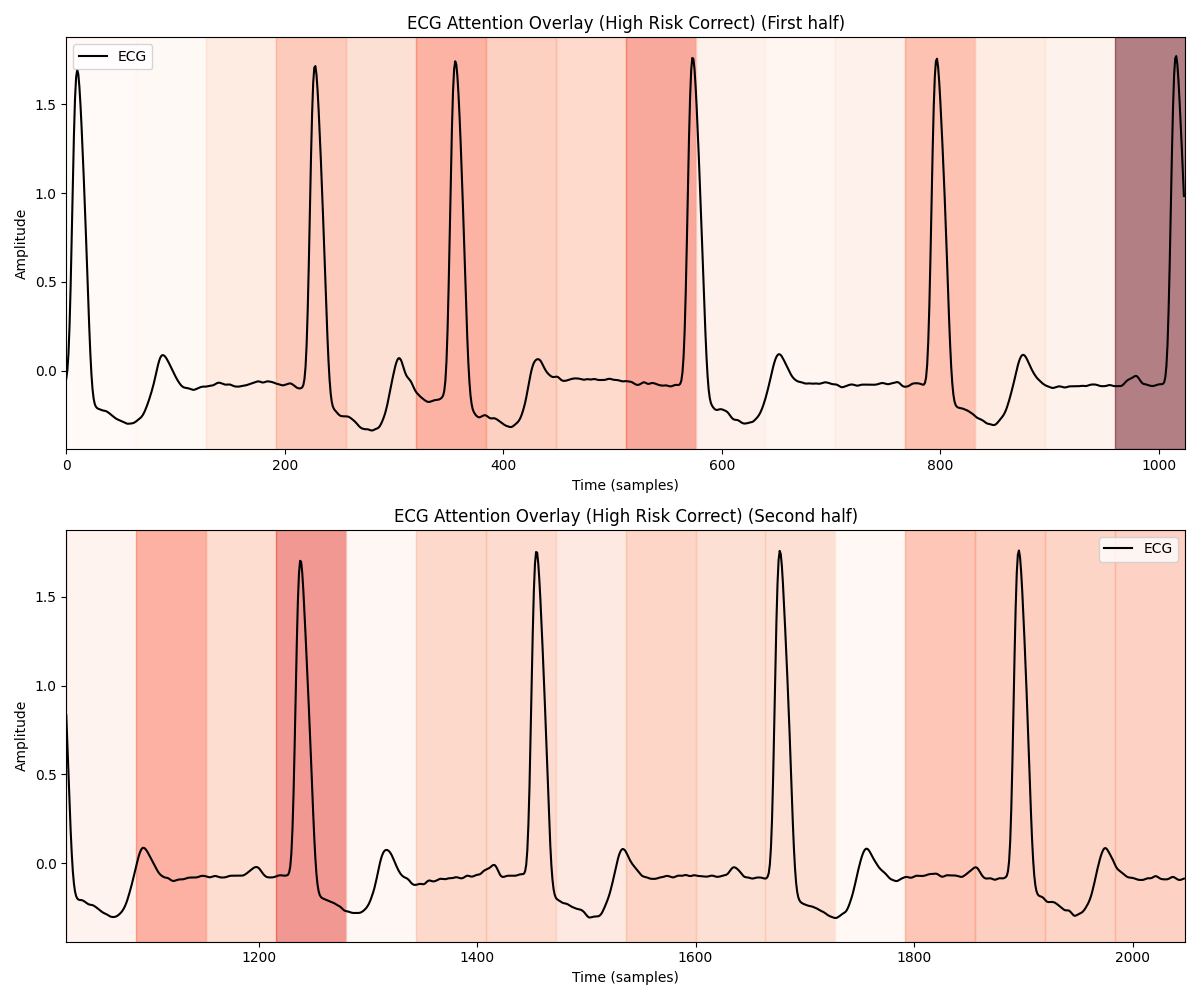 ECG Attention Overlay (High Risk Correct) (First half)
ECG
Amplitude
1.5
1.0
0.5
0.0
0 200 400 600 800 1000
Time (samples)
ECG Attention Overlay (High Risk Correct) (Second half)
ECG
Amplitude
1.5
1.0
0.5
0.0
1200 1400 1600 1800 2000
Time (samples)